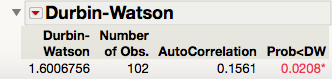 Durbin-Watson
Durbin- Number
Watson of Obs. AutoCorrelation Prob<DW
1.6006756 102 0.1561 0.0208*